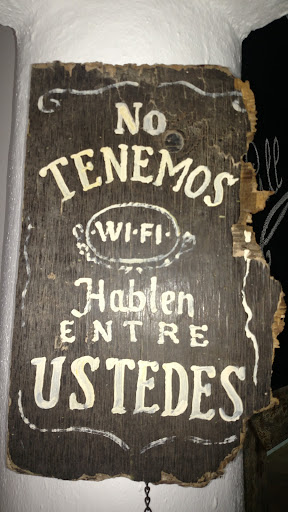 No
TENEMOS
·WI·FI·
Hablen
ENTRE
USTEDES